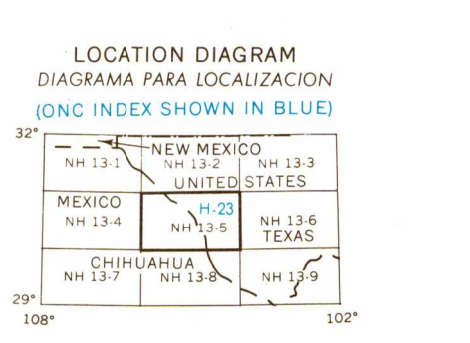 LOCATION DIAGRAM
DIAGRAMA PARA LOCALIZACION
(ONC INDEX SHOWN IN BLUE)
32°
NEW MEXICO
NH 13-1 NH 13-2 NH 13-3
UNITED STATES
MEXICO H-23
NH 13-4 NH 13-5 NH 13-6
TEXAS
CHIHUAHUA
NH 13-7 NH 13-8 NH 13-9
29°
108° 102°